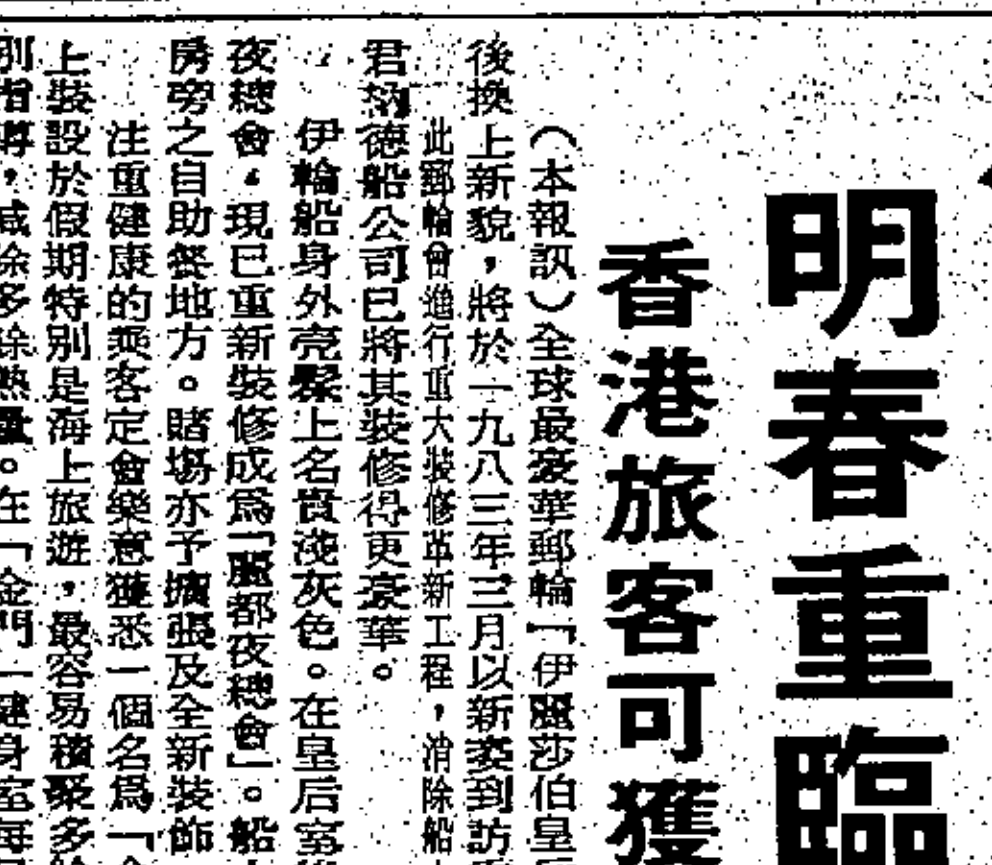 明春重臨
香港旅客可獲
（本報訊）全球最豪華郵輪「伊麗莎伯皇
後換上新貌，將於一九八三年三月以新姿到訪
此郵輪會進行重大裝修革新工程，消除船
君納德船公司已將其裝修得更豪華。
伊輪船身外壳髹上名貴淺灰色。在皇后室
夜總會，現已重新裝修成爲「麗都夜總會」。船
房旁之自助餐地方。賭場亦予擴張及全新裝飾
注重健康的乘客定會樂意獲悉一個名爲「
上裝設於假期特別是海上旅遊，最容易積聚多
別指導，減除多餘熱量。在「金門」健身室每